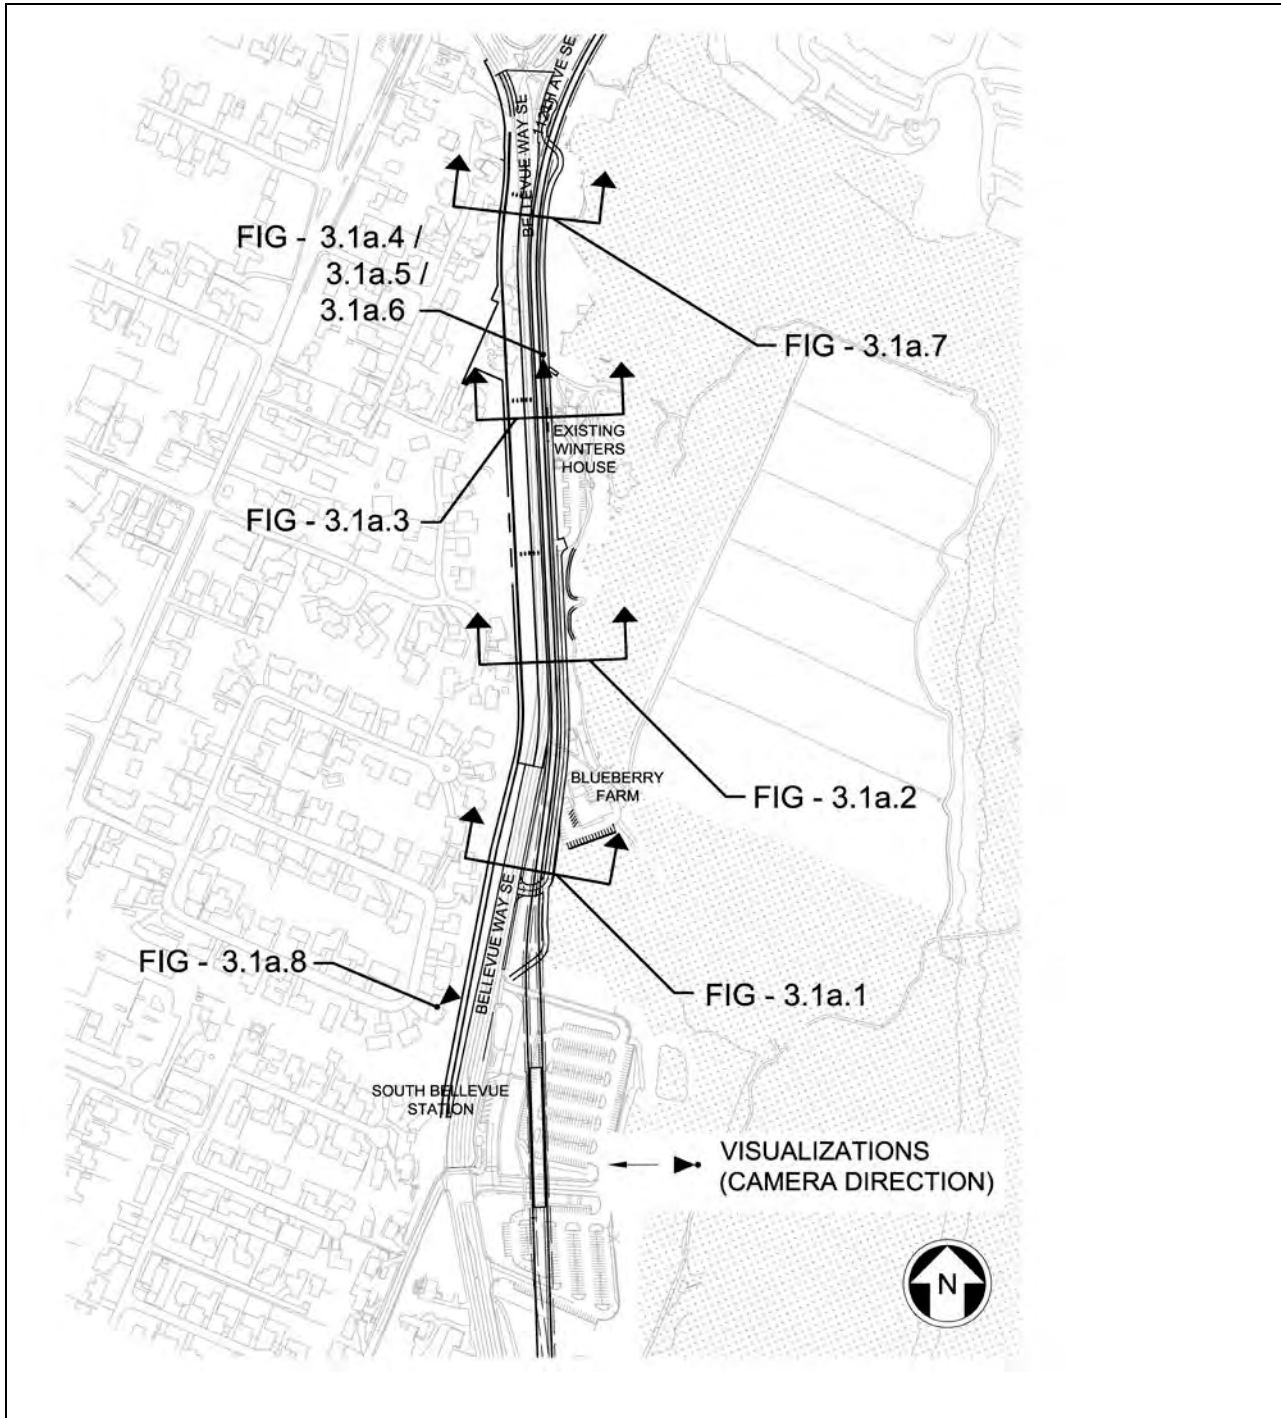 112TH AVE SE
BELLEVUE WAY SE
FIG - 3.1a.4 /
3.1a.5 /
3.1a.6
FIG - 3.1a.7
EXISTING
WINTERS
HOUSE
FIG - 3.1a.3
BLUEBERRY
FARM
FIG - 3.1a.2
BELLEVUE WAY SE
FIG - 3.1a.8
FIG - 3.1a.1
SOUTH BELLEVUE
STATION
VISUALIZATIONS
(CAMERA DIRECTION)
N